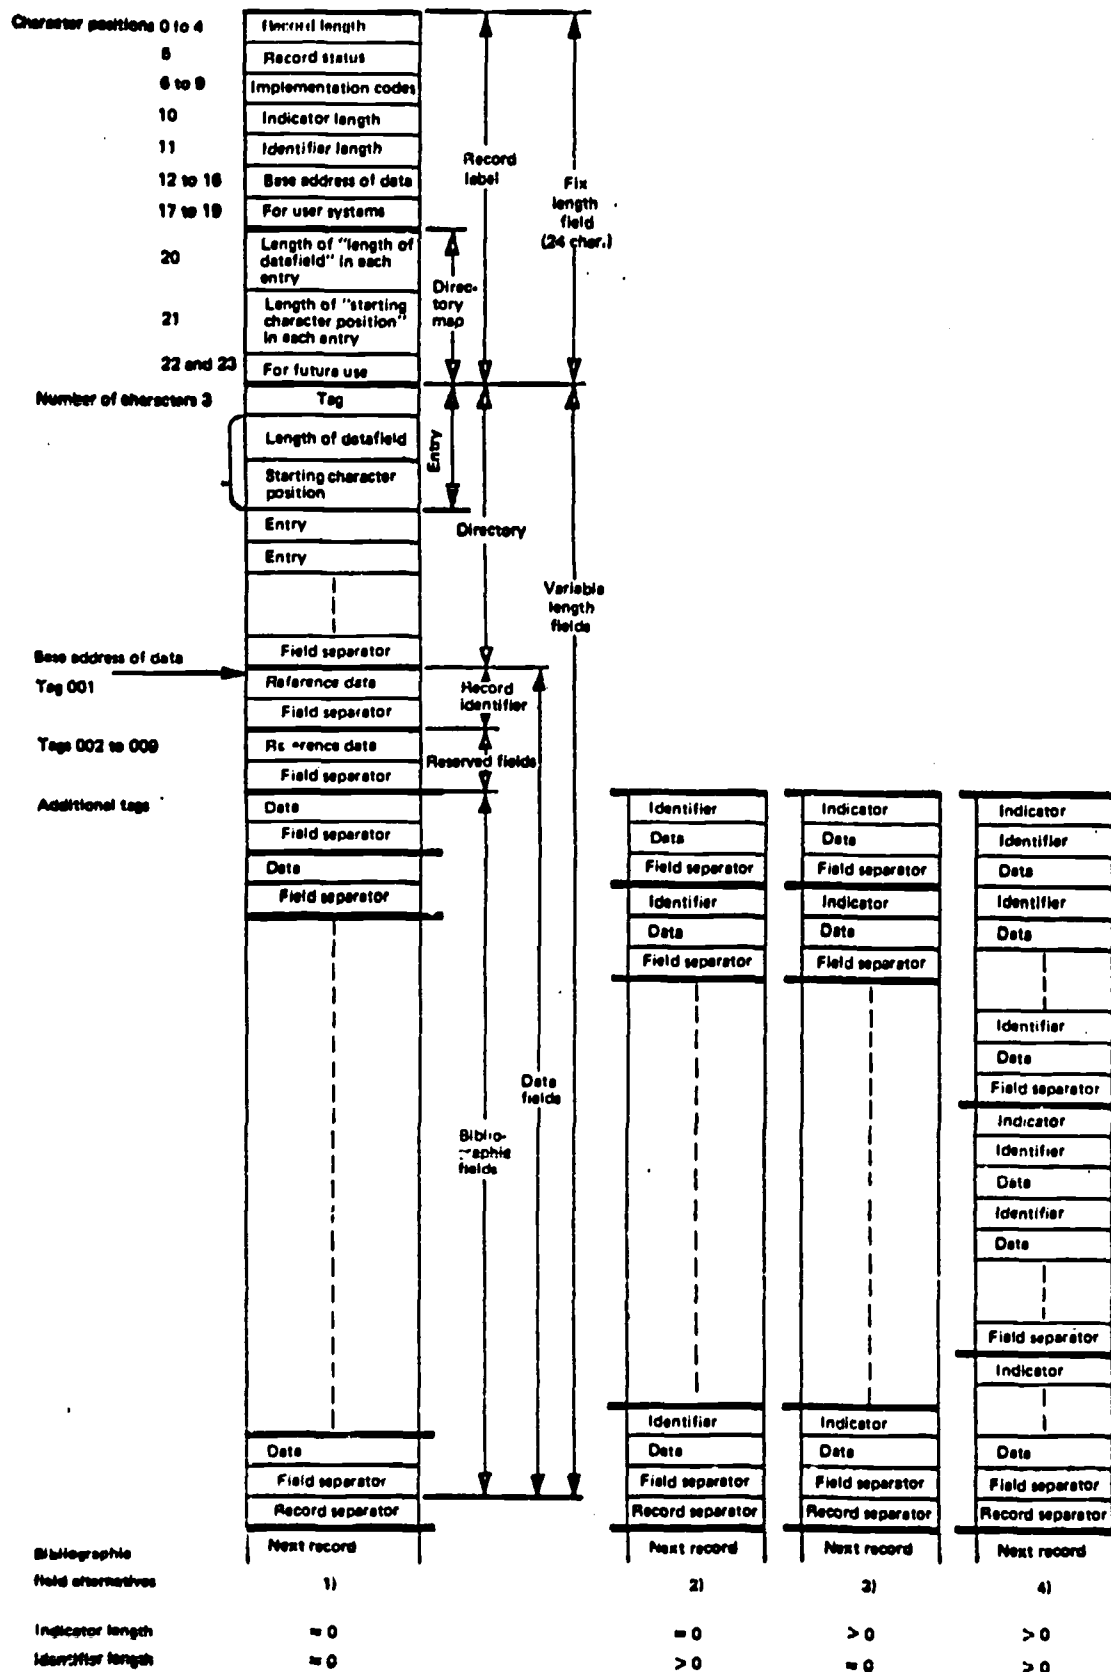 Character positions 0 to 4
Record length
5
Record status
6 to 9
Implementation codes
10
Indicator length
11
Identifier length
12 to 16
Base address of data
17 to 19
For user systems
20
Length of "length of
datafield" in each
entry
21
Length of "starting
character position"
in each entry
22 and 23
For future use
Record
label
Fix
length
field
(24 char.)
Direc-
tory
map
Number of characters 3
Tag
Length of datafield
Starting character
position
Entry
Entry
Entry
Directory
Variable
length
fields
Field separator
Base address of data
Tag 001
Reference data
Field separator
Record
identifier
Tags 002 to 009
Reference data
Field separator
Reserved fields
Additional tags
Data
Field separator
Data
Field separator
Data
fields
Biblio-
graphic
fields
Data
Field separator
Record separator
Next record
Identifier
Data
Field separator
Identifier
Data
Field separator
Identifier
Data
Field separator
Record separator
Next record
Indicator
Data
Field separator
Indicator
Data
Field separator
Indicator
Data
Field separator
Record separator
Next record
Indicator
Identifier
Data
Identifier
Data
Identifier
Data
Field separator
Indicator
Identifier
Data
Identifier
Data
Field separator
Indicator
Data
Field separator
Record separator
Next record
Bibliographic
field alternatives
1)
2)
3)
4)
Indicator length
= 0
= 0
> 0
> 0
Identifier length
= 0
> 0
= 0
> 0